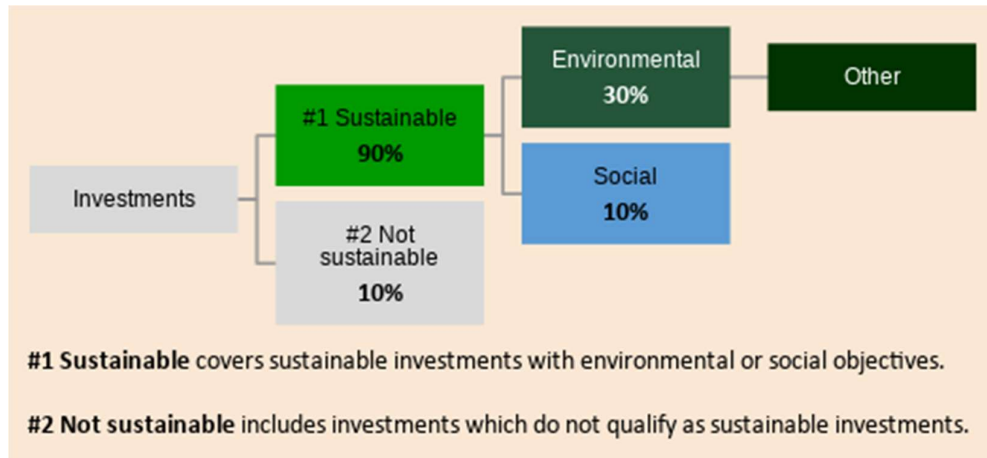 Investments
#1 Sustainable
90%
#2 Not
sustainable
10%
Environmental
30%
Social
10%
Other
#1 Sustainable covers sustainable investments with environmental or social objectives.
#2 Not sustainable includes investments which do not qualify as sustainable investments.